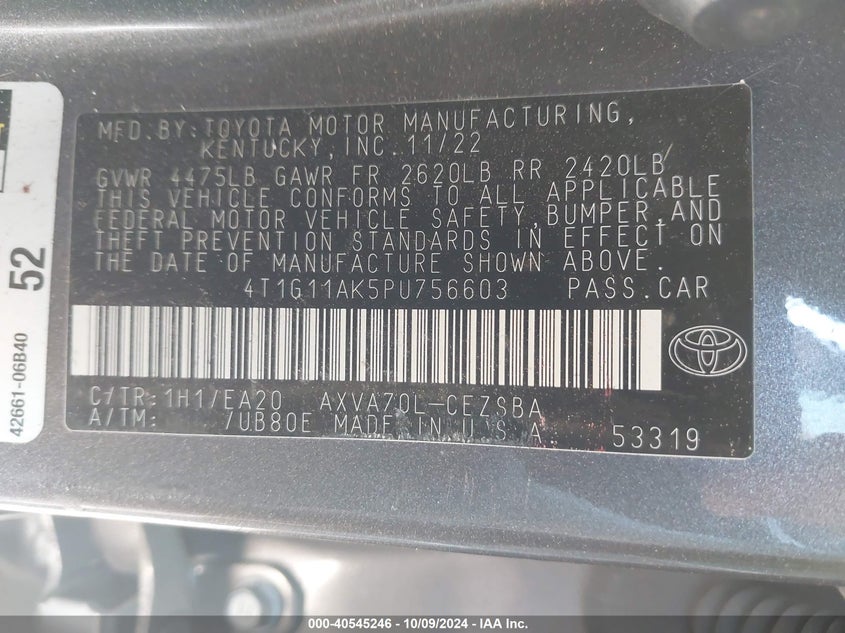 MFD.BY:TOYOTA MOTOR MANUFACTURING,
KENTUCKY,INC.11/22
GVWR 4475LB GAWR FR 2620LB RR 2420LB
THIS VEHICLE CONFORMS TO ALL APPLICABLE
FEDERAL MOTOR VEHICLE SAFETY,BUMPER,AND
THEFT PREVENTION STANDARDS IN EFFECT ON
THE DATE OF MANUFACTURE SHOWN ABOVE.
4T1G11AK5PU756603 PASS.CAR
C/TR:1H1/EA20 AXVA70L-CEZSBA
A/TM: /UB80E MADE IN U.S.A. 53319
52
42661-06B40
000-40545246 - 10/09/2024 - IAA Inc.